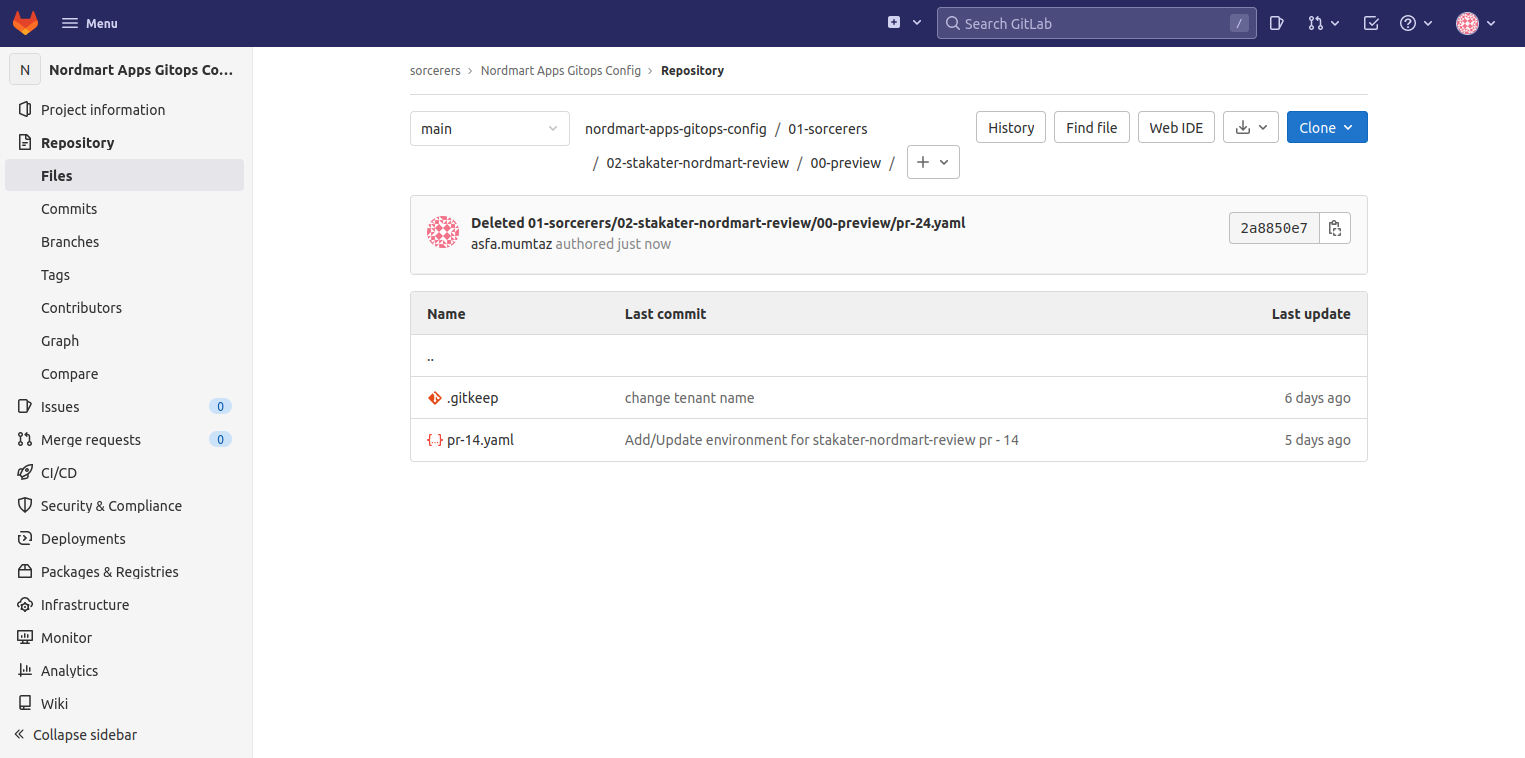 Menu
Search GitLab
/
N
Nordmart Apps Gitops Co...
Project information
Repository
Files
Commits
Branches
Tags
Contributors
Graph
Compare
Issues 0
Merge requests 0
CI/CD
Security & Compliance
Deployments
Packages & Registries
Infrastructure
Monitor
Analytics
Wiki
Collapse sidebar
sorcerers › Nordmart Apps Gitops Config › Repository
main
nordmart-apps-gitops-config / 01-sorcerers
/ 02-stakater-nordmart-review / 00-preview /
History
Find file
Web IDE
Clone
Deleted 01-sorcerers/02-stakater-nordmart-review/00-preview/pr-24.yaml
asfa.mumtaz authored just now
2a8850e7
Name Last commit Last update
..
.gitkeep change tenant name 6 days ago
pr-14.yaml Add/Update environment for stakater-nordmart-review pr - 14 5 days ago